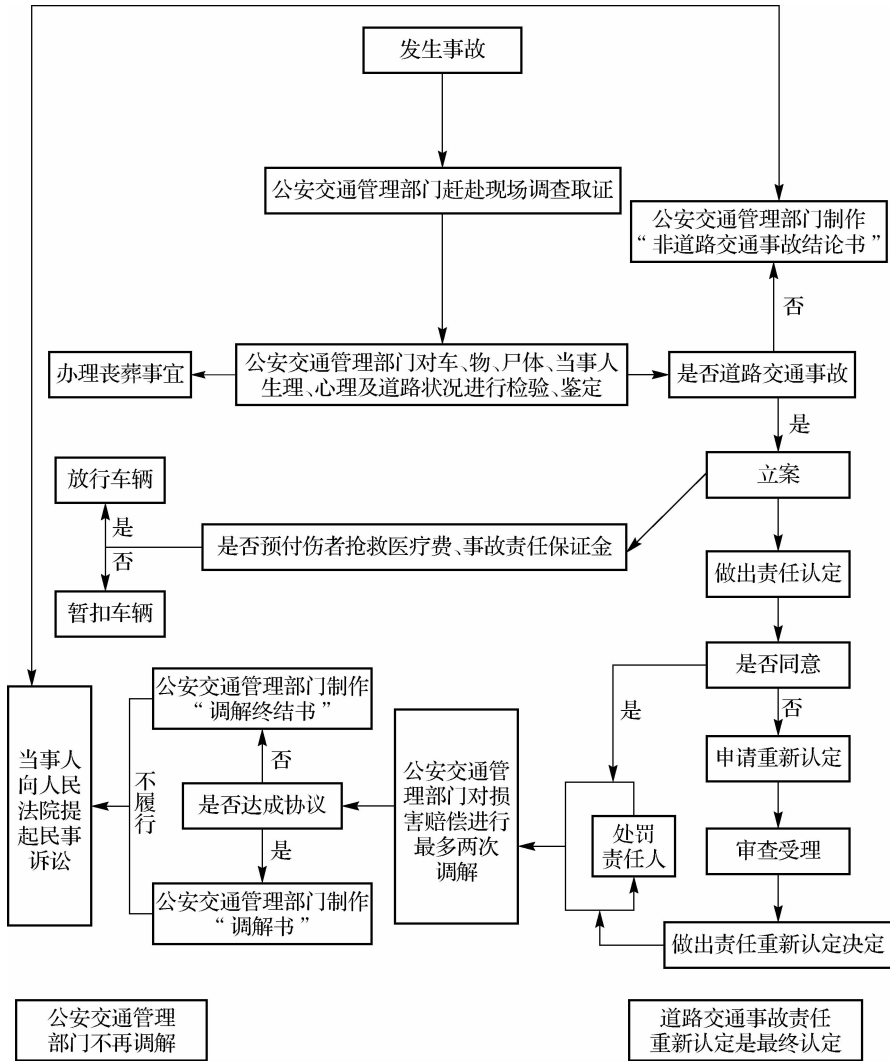 发生事故
公安交通管理部门赶赴现场调查取证
公安交通管理部门制作
“非道路交通事故结论书”
否
办理丧葬事宜
公安交通管理部门对车、物、尸体、当事人
生理、心理及道路状况进行检验、鉴定
是否道路交通事故
是
立案
放行车辆
是
是否预付伤者抢救医疗费、事故责任保证金
否
暂扣车辆
做出责任认定
是否同意
是
否
申请重新认定
审查受理
做出责任重新认定决定
处罚
责任人
公安交通管
理部门对损
害赔偿进行
最多两次
调解
公安交通管理部门制作
“调解终结书”
否
是否达成协议
是
公安交通管理部门制作
“调解书”
不履行
当事人
向人民
法院提
起民事
诉讼
公安交通管理
部门不再调解
道路交通事故责任
重新认定是最终认定